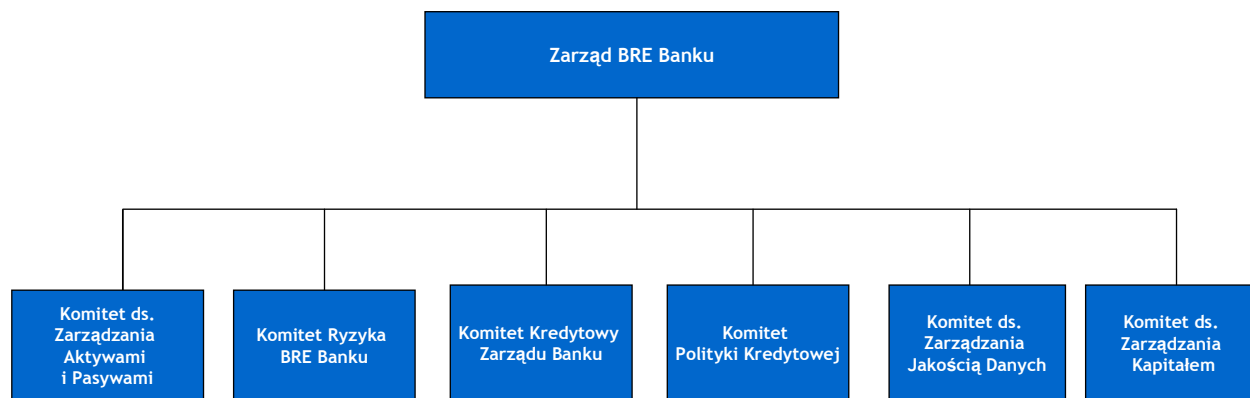 Zarząd BRE Banku
Komitet ds.
Zarządzania
Aktywami
i Pasywami
Komitet Ryzyka
BRE Banku
Komitet Kredytowy
Zarządu Banku
Komitet
Polityki Kredytowej
Komitet ds.
Zarządzania
Jakością Danych
Komitet ds.
Zarządzania
Kapitałem